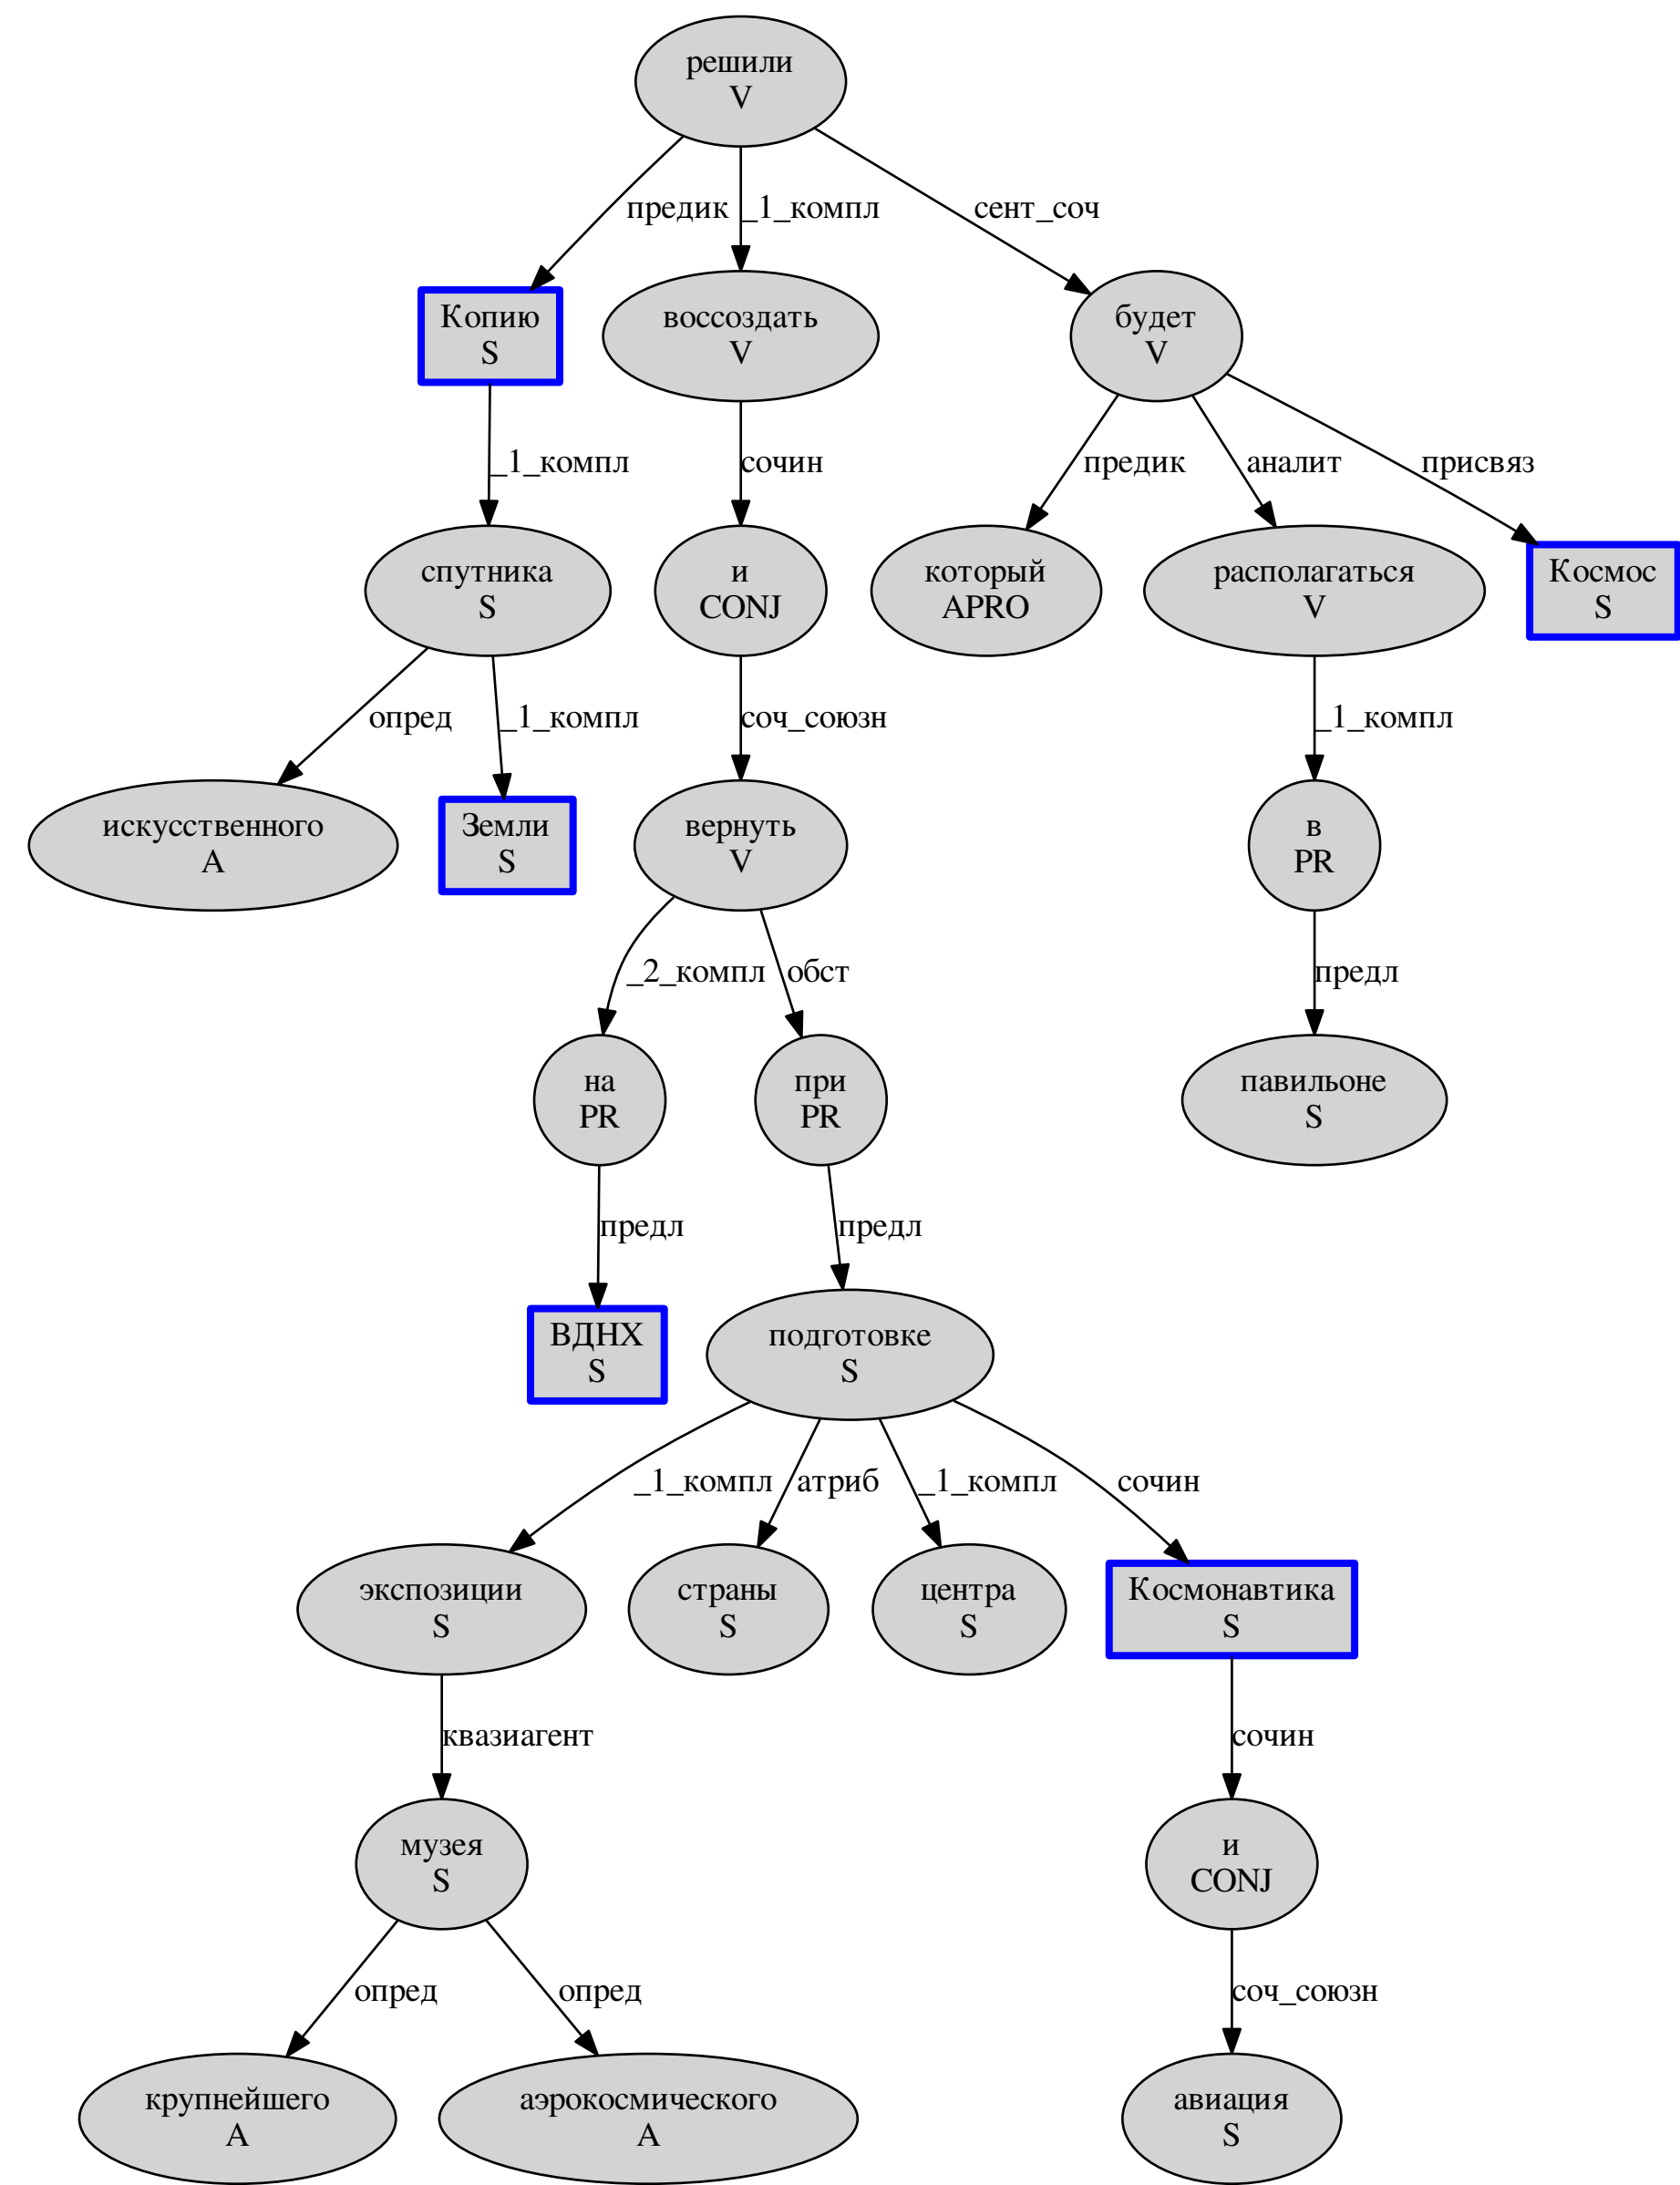 решили
V
предик
_1_компл
сент_соч
Копию
S
воссоздать
V
будет
V
_1_компл
сочин
предик
аналит
присвяз
спутника
S
и
CONJ
который
APRO
располагаться
V
Космос
S
опред
_1_компл
соч_союзн
_1_компл
искусственного
A
Земли
S
вернуть
V
в
PR
_2_компл
обст
предл
на
PR
при
PR
павильоне
S
предл
предл
ВДНХ
S
подготовке
S
_1_компл
атриб
_1_компл
сочин
экспозиции
S
страны
S
центра
S
Космонавтика
S
квазиагент
сочин
музея
S
и
CONJ
опред
опред
соч_союзн
крупнейшего
A
аэрокосмического
A
авиация
S